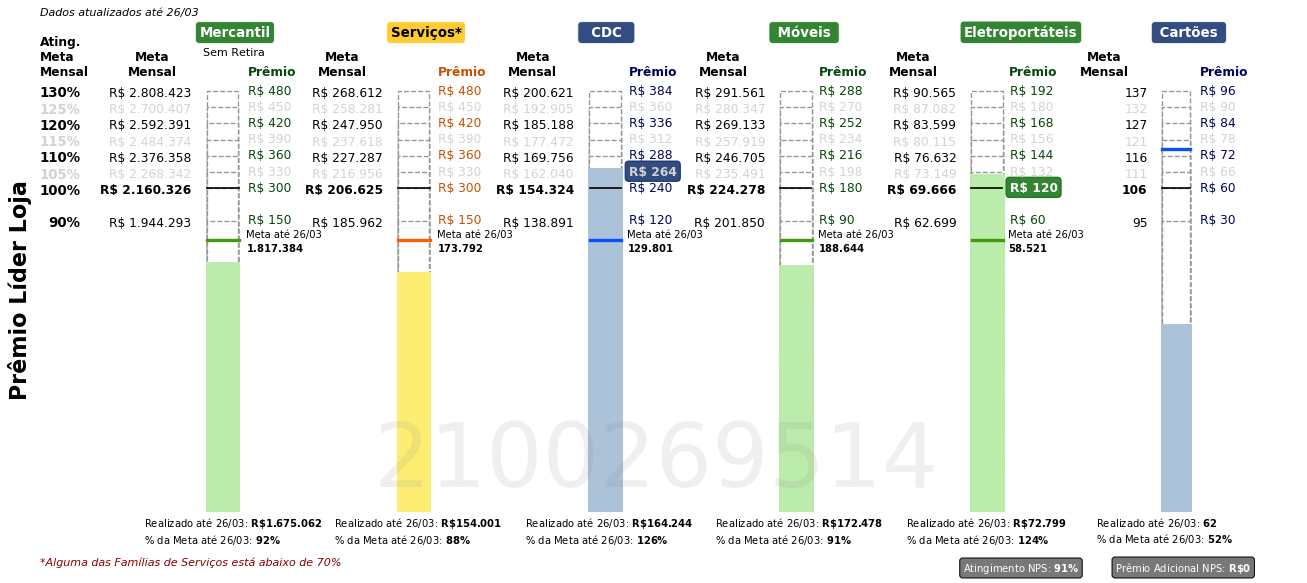 Dados atualizados até 26/03
Mercantil Serviços* CDC Móveis Eletroportáteis Cartões
Sem Retira
Ating. Meta Mensal Meta Mensal Prêmio Meta Mensal Prêmio Meta Mensal Prêmio Meta Mensal Prêmio Meta Mensal Prêmio Meta Mensal Prêmio
130% R$ 2.808.423 R$ 480 R$ 268.612 R$ 480 R$ 200.621 R$ 384 R$ 291.561 R$ 288 R$ 90.565 R$ 192 137 R$ 96
125% R$ 2.700.407 R$ 450 R$ 258.281 R$ 450 R$ 192.905 R$ 360 R$ 280.347 R$ 270 R$ 87.082 R$ 180 132 R$ 90
120% R$ 2.592.391 R$ 420 R$ 247.950 R$ 420 R$ 185.188 R$ 336 R$ 269.133 R$ 252 R$ 83.599 R$ 168 127 R$ 84
115% R$ 2.484.374 R$ 390 R$ 237.618 R$ 390 R$ 177.472 R$ 312 R$ 257.919 R$ 234 R$ 80.115 R$ 156 121 R$ 78
110% R$ 2.376.358 R$ 360 R$ 227.287 R$ 360 R$ 169.756 R$ 288 R$ 246.705 R$ 216 R$ 76.632 R$ 144 116 R$ 72
105% R$ 2.268.342 R$ 330 R$ 216.956 R$ 330 R$ 162.040 R$ 264 R$ 235.491 R$ 198 R$ 73.149 R$ 132 111 R$ 66
100% R$ 2.160.326 R$ 300 R$ 206.625 R$ 300 R$ 154.324 R$ 240 R$ 224.278 R$ 180 R$ 69.666 R$ 120 106 R$ 60
90% R$ 1.944.293 R$ 150 R$ 185.962 R$ 150 R$ 138.891 R$ 120 R$ 201.850 R$ 90 R$ 62.699 R$ 60 95 R$ 30
Meta até 26/03 Meta até 26/03 Meta até 26/03 Meta até 26/03 Meta até 26/03
1.817.384 173.792 129.801 188.644 58.521
Prêmio Líder Loja
2100269514
Realizado até 26/03: R$1.675.062 Realizado até 26/03: R$154.001 Realizado até 26/03: R$164.244 Realizado até 26/03: R$172.478 Realizado até 26/03: R$72.799 Realizado até 26/03: 62
% da Meta até 26/03: 92% % da Meta até 26/03: 88% % da Meta até 26/03: 126% % da Meta até 26/03: 91% % da Meta até 26/03: 124% % da Meta até 26/03: 52%
*Alguma das Famílias de Serviços está abaixo de 70%
Atingimento NPS: 91% Prêmio Adicional NPS: R$0